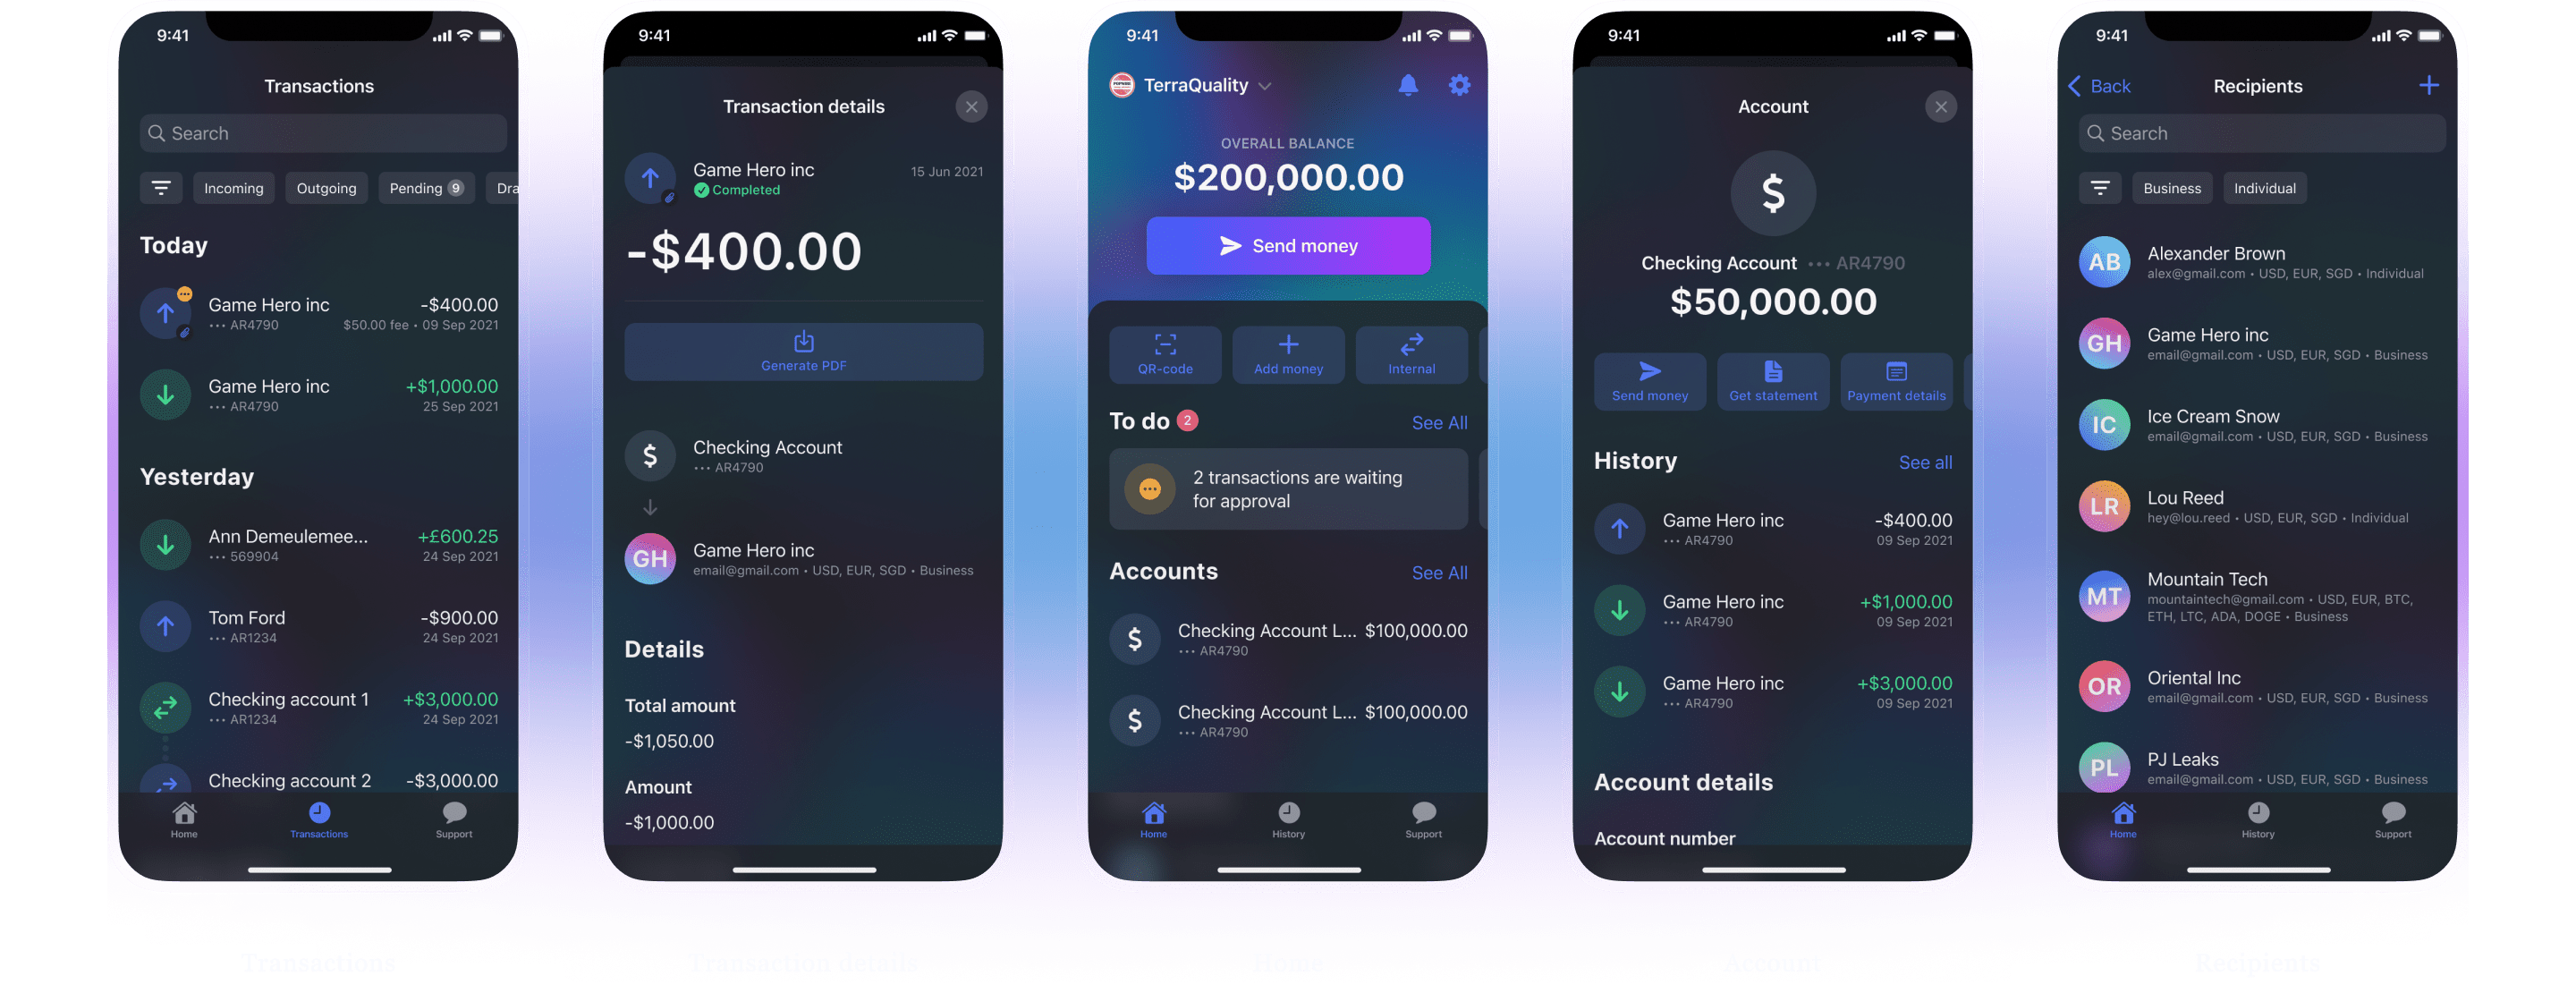 9:41
Transactions
Search
Incoming
Outgoing
Pending 9
Dra
Today
Game Hero inc
-$400.00
••• AR4790
$50.00 fee • 09 Sep 2021
Game Hero inc
+$1,000.00
••• AR4790
25 Sep 2021
Yesterday
Ann Demeulemee...
+£600.25
••• 569904
24 Sep 2021
Tom Ford
-$900.00
••• AR1234
24 Sep 2021
Checking account 1
+$3,000.00
••• AR1234
24 Sep 2021
Checking account 2
-$3,000.00
Home
Transactions
Support
Transactions
9:41
Transaction details
Game Hero inc
15 Jun 2021
Completed
-$400.00
Generate PDF
$
Checking Account
••• AR4790
GH
Game Hero inc
email@gmail.com • USD, EUR, SGD • Business
Details
Total amount
-$1,050.00
Amount
-$1,000.00
Transaction details
9:41
TerraQuality
OVERALL BALANCE
$200,000.00
Send money
QR-code
Add money
Internal
To do 2
See All
2 transactions are waiting
for approval
Accounts
See All
$
Checking Account L... $100,000.00
••• AR4790
$
Checking Account L... $100,000.00
••• AR4790
Home
History
Support
Home
9:41
Account
$
Checking Account ••• AR4790
$50,000.00
Send money
Get statement
Payment details
History
See all
Game Hero inc
-$400.00
••• AR4790
09 Sep 2021
Game Hero inc
+$1,000.00
••• AR4790
09 Sep 2021
Game Hero inc
+$3,000.00
••• AR4790
09 Sep 2021
Account details
Account number
Account
9:41
Back
Recipients
Search
Business
Individual
AB
Alexander Brown
alex@gmail.com • USD, EUR, SGD • Individual
GH
Game Hero inc
email@gmail.com • USD, EUR, SGD • Business
IC
Ice Cream Snow
email@gmail.com • USD, EUR, SGD • Business
LR
Lou Reed
hey@lou.reed • USD, EUR, SGD • Individual
MT
Mountain Tech
mountaintech@gmail.com • USD, EUR, BTC,
ETH, LTC, ADA, DOGE • Business
OR
Oriental Inc
email@gmail.com • USD, EUR, SGD • Business
PL
PJ Leaks
email@gmail.com • USD, EUR, SGD • Business
Home
History
Support
Recipients